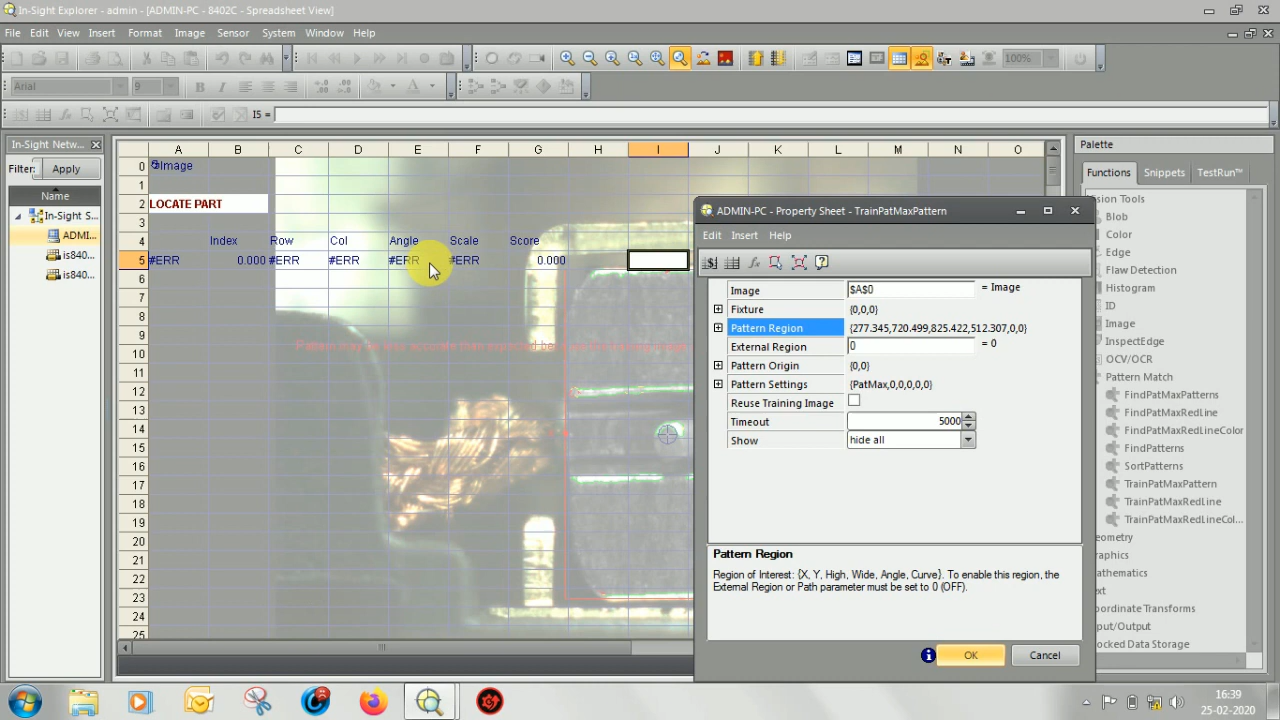 In-Sight Explorer - admin - [ADMIN-PC - 8402C - Spreadsheet View]
File Edit View Insert Format Image Sensor System Window Help
100%
Arial 9
I5 =
In-Sight Netw... Palette
Filter: Apply
Name
In-Sight S...
ADMI...
is840...
is840...
A B C D E F G H I J K L M N O
0 Image
1
2 LOCATE PART
3
4 Index Row Col Angle Scale Score
5 #ERR 0.000 #ERR #ERR #ERR #ERR 0.000
6
7
8
9
10
11
12
13
14
15
16
17
18
19
20
21
22
23
24
25
ADMIN-PC - Property Sheet - TrainPatMaxPattern
Edit Insert Help
Image $A$0 = Image
Fixture {0,0,0}
Pattern Region {277.345,720.499,825.422,512.307,0,0}
External Region 0 = 0
Pattern Origin {0,0}
Pattern Settings {PatMax,0,0,0,0,0}
Reuse Training Image
Timeout 5000
Show hide all
Pattern Region
Region of Interest: {X, Y, High, Wide, Angle, Curve}. To enable this region, the
External Region or Path parameter must be set to 0 (OFF).
OK Cancel
Functions Snippets TestRun™
ision Tools
Blob
Calibrate
Edge
Flaw Detection
Histogram
ID
Image
InspectEdge
OCV/OCR
Pattern Match
FindPatMaxPatterns
FindPatMaxRedLine
FindPatMaxRedLineColor
FindPatterns
SortPatterns
TrainPatMaxPattern
TrainPatMaxRedLine
TrainPatMaxRedLineCol...
eometry
raphics
athematics
ext
oordinate Transforms
put/Output
locked Data Storage
16:39
25-02-2020